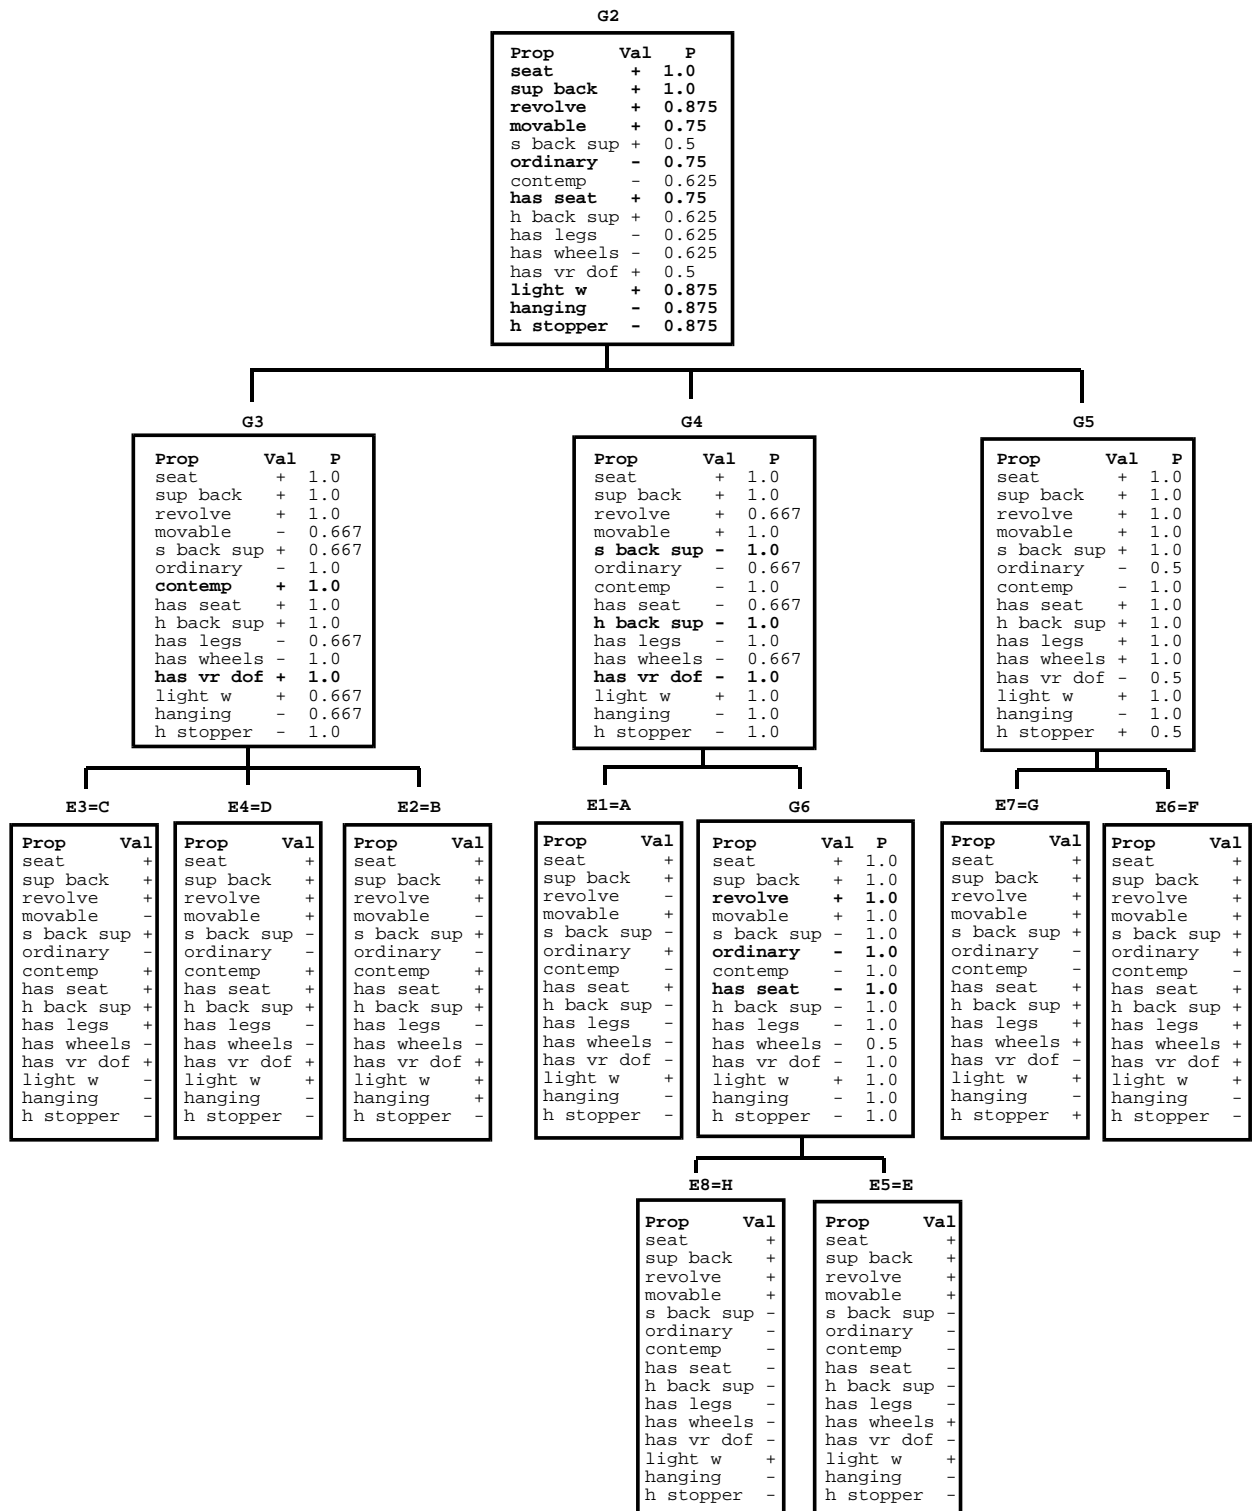 G2
Prop Val P
seat + 1.0
sup back + 1.0
revolve + 0.875
movable + 0.75
s back sup + 0.5
ordinary - 0.75
contemp - 0.625
has seat + 0.75
h back sup + 0.625
has legs - 0.625
has wheels - 0.625
has vr dof + 0.5
light w + 0.875
hanging - 0.875
h stopper - 0.875
G3
Prop Val P
seat + 1.0
sup back + 1.0
revolve + 1.0
movable - 0.667
s back sup + 0.667
ordinary - 1.0
contemp + 1.0
has seat + 1.0
h back sup + 1.0
has legs - 0.667
has wheels - 1.0
has vr dof + 1.0
light w + 0.667
hanging - 0.667
h stopper - 1.0
G4
Prop Val P
seat + 1.0
sup back + 1.0
revolve + 0.667
movable + 1.0
s back sup - 1.0
ordinary - 0.667
contemp - 1.0
has seat - 0.667
h back sup - 1.0
has legs - 1.0
has wheels - 0.667
has vr dof - 1.0
light w + 1.0
hanging - 1.0
h stopper - 1.0
G5
Prop Val P
seat + 1.0
sup back + 1.0
revolve + 1.0
movable + 1.0
s back sup + 1.0
ordinary - 0.5
contemp - 1.0
has seat + 1.0
h back sup + 1.0
has legs + 1.0
has wheels + 1.0
has vr dof - 0.5
light w + 1.0
hanging - 1.0
h stopper + 0.5
E3=C
Prop Val
seat +
sup back +
revolve +
movable -
s back sup +
ordinary -
contemp +
has seat +
h back sup +
has legs +
has wheels -
has vr dof +
light w -
hanging -
h stopper -
E4=D
Prop Val
seat +
sup back +
revolve +
movable +
s back sup -
ordinary -
contemp +
has seat +
h back sup +
has legs -
has wheels -
has vr dof +
light w +
hanging -
h stopper -
E2=B
Prop Val
seat +
sup back +
revolve +
movable -
s back sup +
ordinary -
contemp +
has seat +
h back sup +
has legs -
has wheels -
has vr dof +
light w +
hanging +
h stopper -
E1=A
Prop Val
seat +
sup back +
revolve -
movable +
s back sup -
ordinary +
contemp -
has seat +
h back sup -
has legs -
has wheels -
has vr dof -
light w +
hanging -
h stopper -
G6
Prop Val P
seat + 1.0
sup back + 1.0
revolve + 1.0
movable + 1.0
s back sup - 1.0
ordinary - 1.0
contemp - 1.0
has seat - 1.0
h back sup - 1.0
has legs - 1.0
has wheels - 0.5
has vr dof - 1.0
light w + 1.0
hanging - 1.0
h stopper - 1.0
E7=G
Prop Val
seat +
sup back +
revolve +
movable +
s back sup +
ordinary -
contemp -
has seat +
h back sup +
has legs +
has wheels +
has vr dof -
light w +
hanging -
h stopper +
E6=F
Prop Val
seat +
sup back +
revolve +
movable +
s back sup +
ordinary +
contemp -
has seat +
h back sup +
has legs +
has wheels +
has vr dof +
light w +
hanging -
h stopper -
E8=H
Prop Val
seat +
sup back +
revolve +
movable +
s back sup -
ordinary -
contemp -
has seat -
h back sup -
has legs -
has wheels -
has vr dof -
light w +
hanging -
h stopper -
E5=E
Prop Val
seat +
sup back +
revolve +
movable +
s back sup -
ordinary -
contemp -
has seat -
h back sup -
has legs -
has wheels +
has vr dof -
light w +
hanging -
h stopper -